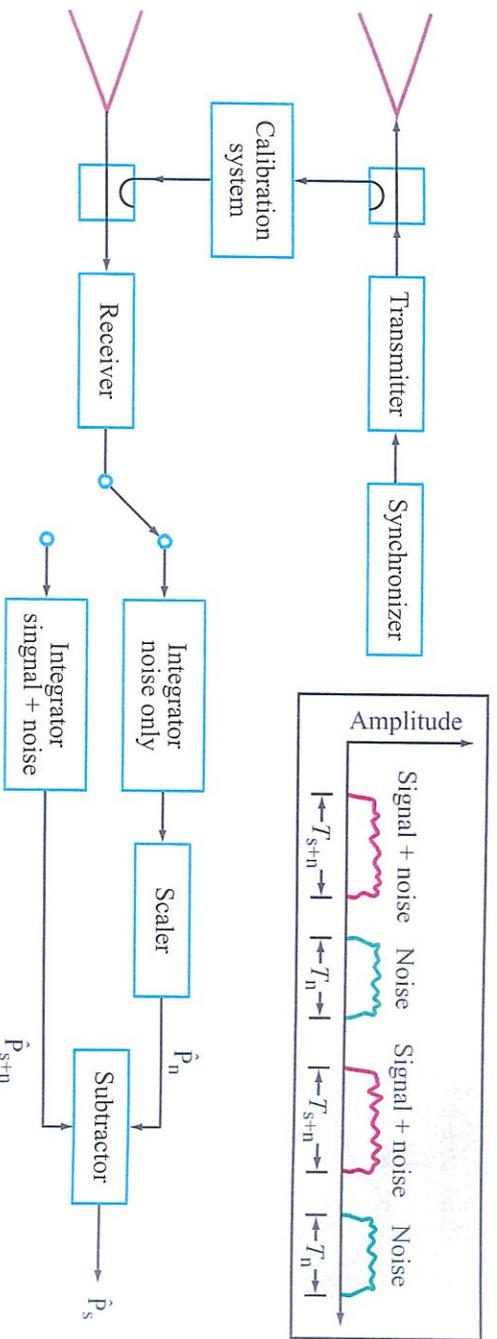 Synchronizer
Transmitter
Calibration
system
Receiver
Integrator
noise only
Integrator
singnal + noise
Scaler
Subtractor
P̂n
P̂s+n
P̂s
Amplitude
Signal + noise
Noise
Signal + noise
Noise
Ts+n
Tn
Ts+n
Tn